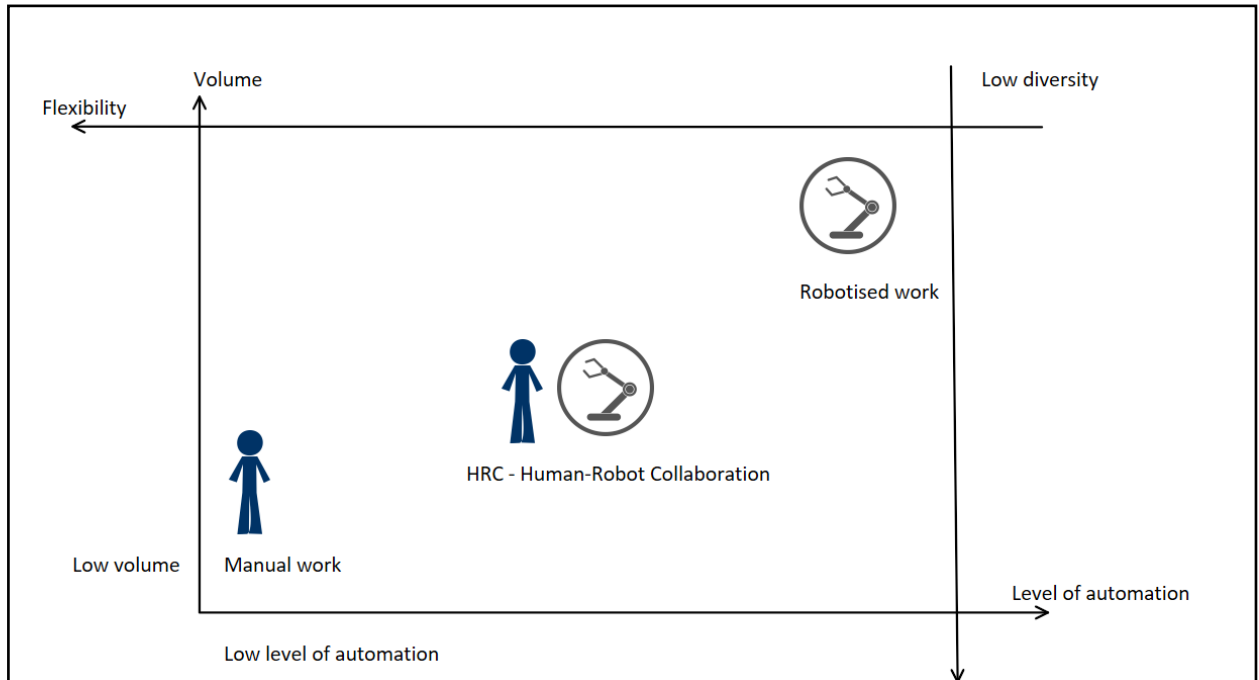 Volume
Low diversity
Flexibility
Robotised work
HRC - Human-Robot Collaboration
Low volume
Manual work
Level of automation
Low level of automation